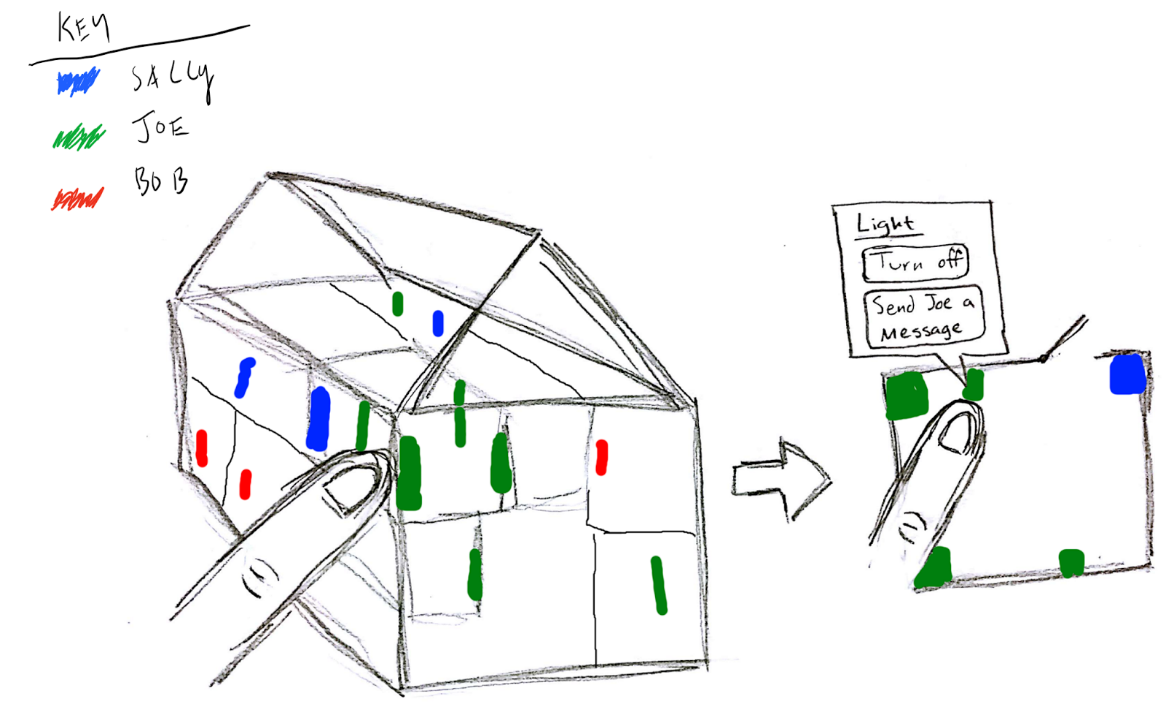 KEY
SALLy
JOE
BOB
Light
Turn off
Send Joe a
Message